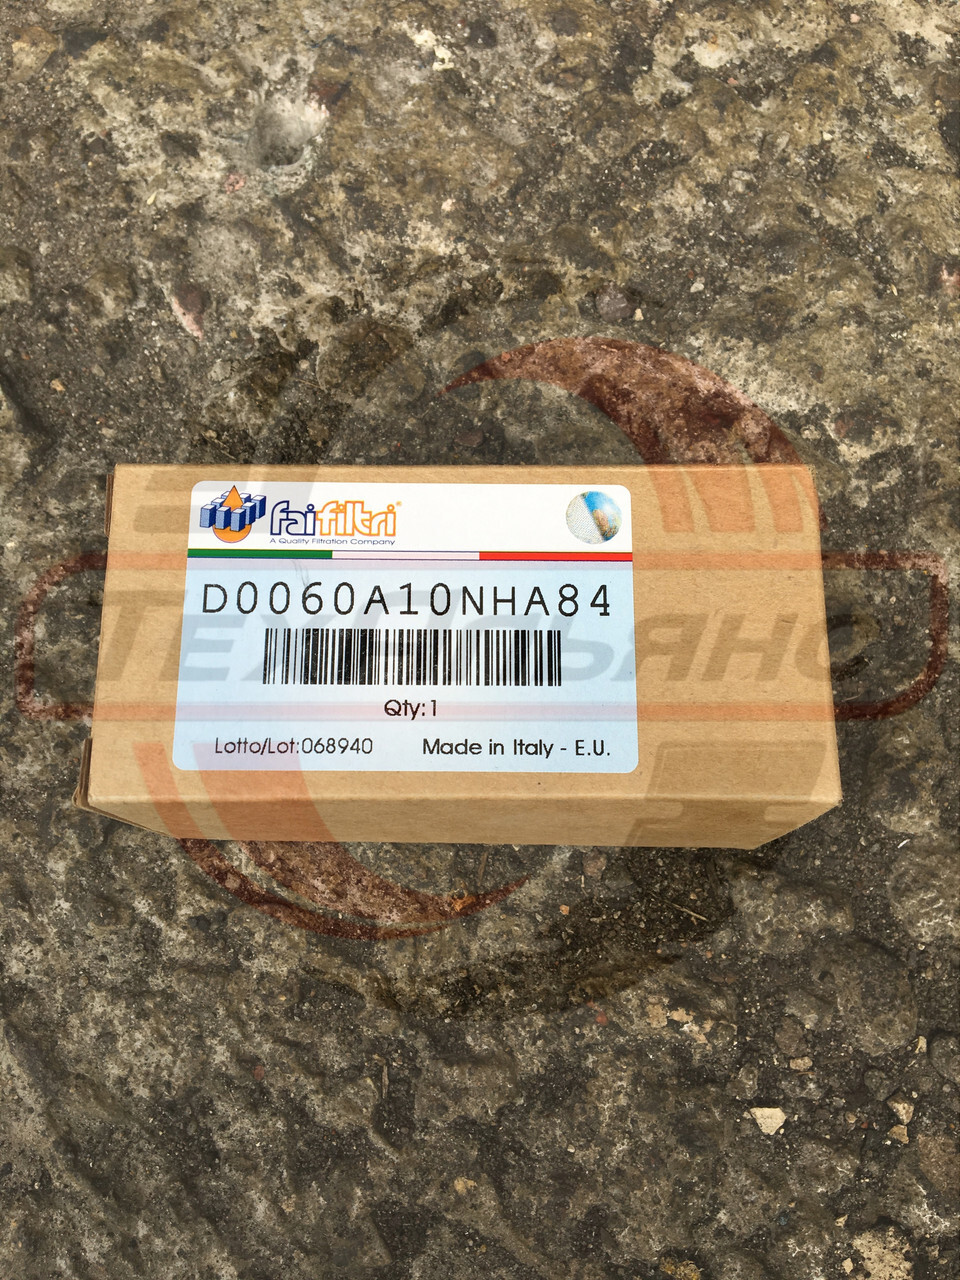 faifiltri®
A Quality Filtration Company
D0060A10NHA84
Qty:1
Lotto/Lot:068940 Made in Italy - E.U.